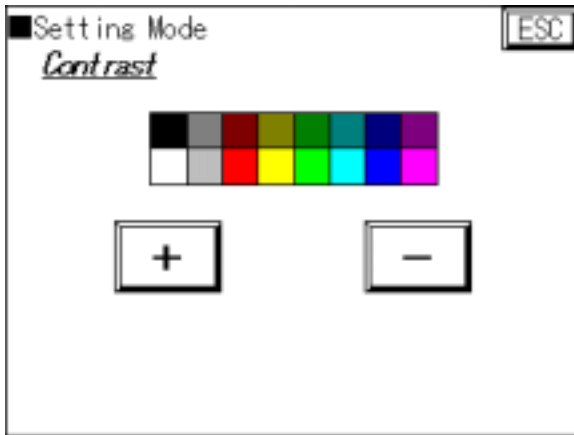 ■Setting Mode
ESC
Contrast
+
−